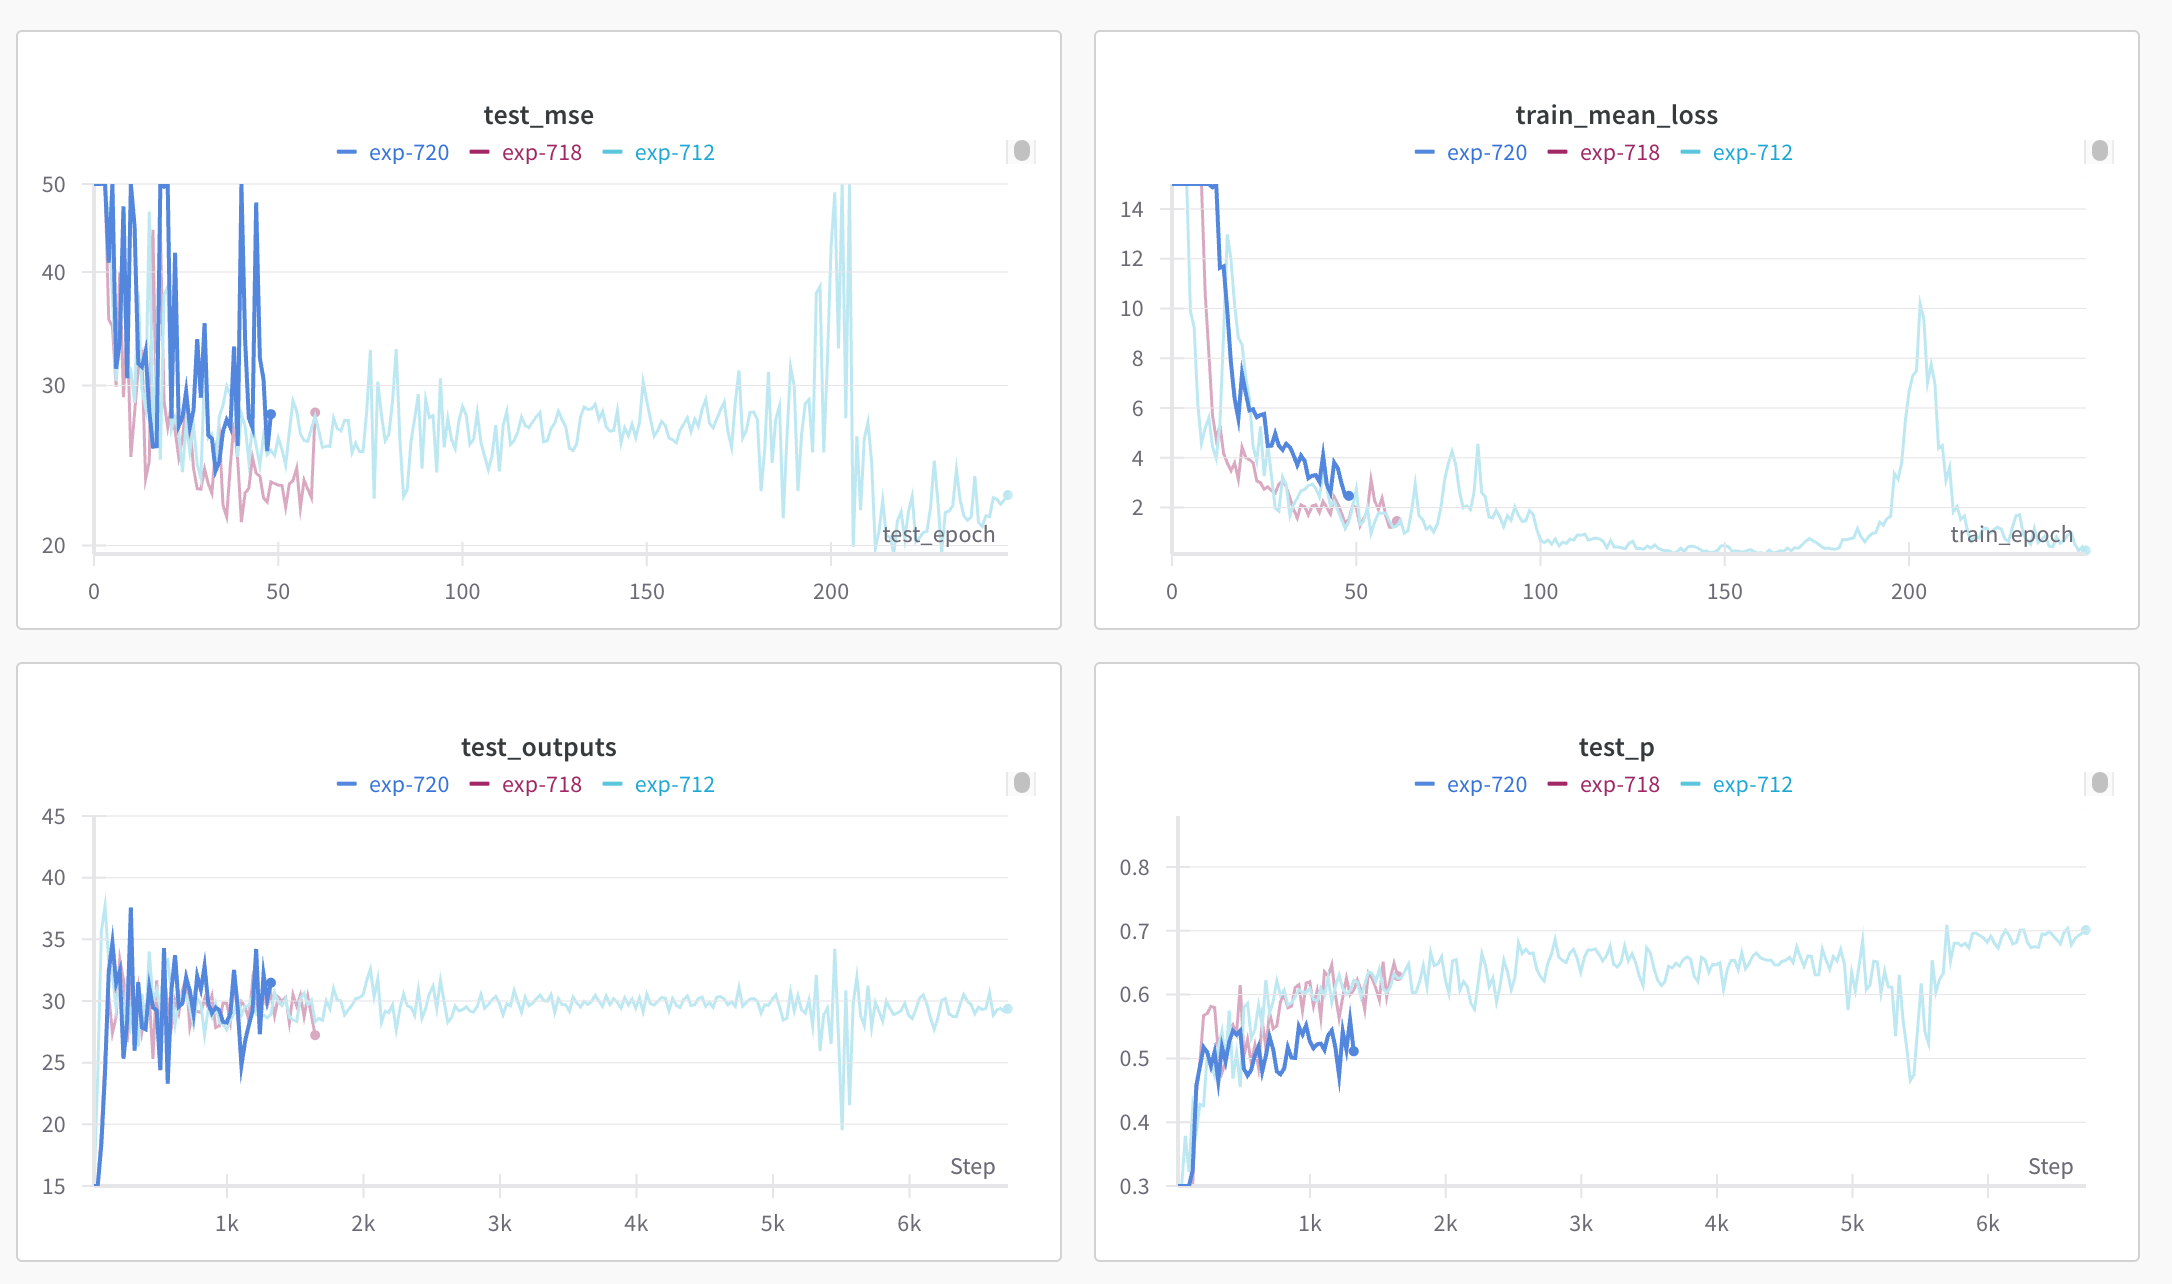 test_mse
exp-720 exp-718 exp-712
50
40
30
20
test_epoch
0 50 100 150 200
train_mean_loss
exp-720 exp-718 exp-712
14
12
10
8
6
4
2
train_epoch
0 50 100 150 200
test_outputs
exp-720 exp-718 exp-712
45
40
35
30
25
20
15
Step
1k 2k 3k 4k 5k 6k
test_p
exp-720 exp-718 exp-712
0.8
0.7
0.6
0.5
0.4
0.3
Step
1k 2k 3k 4k 5k 6k